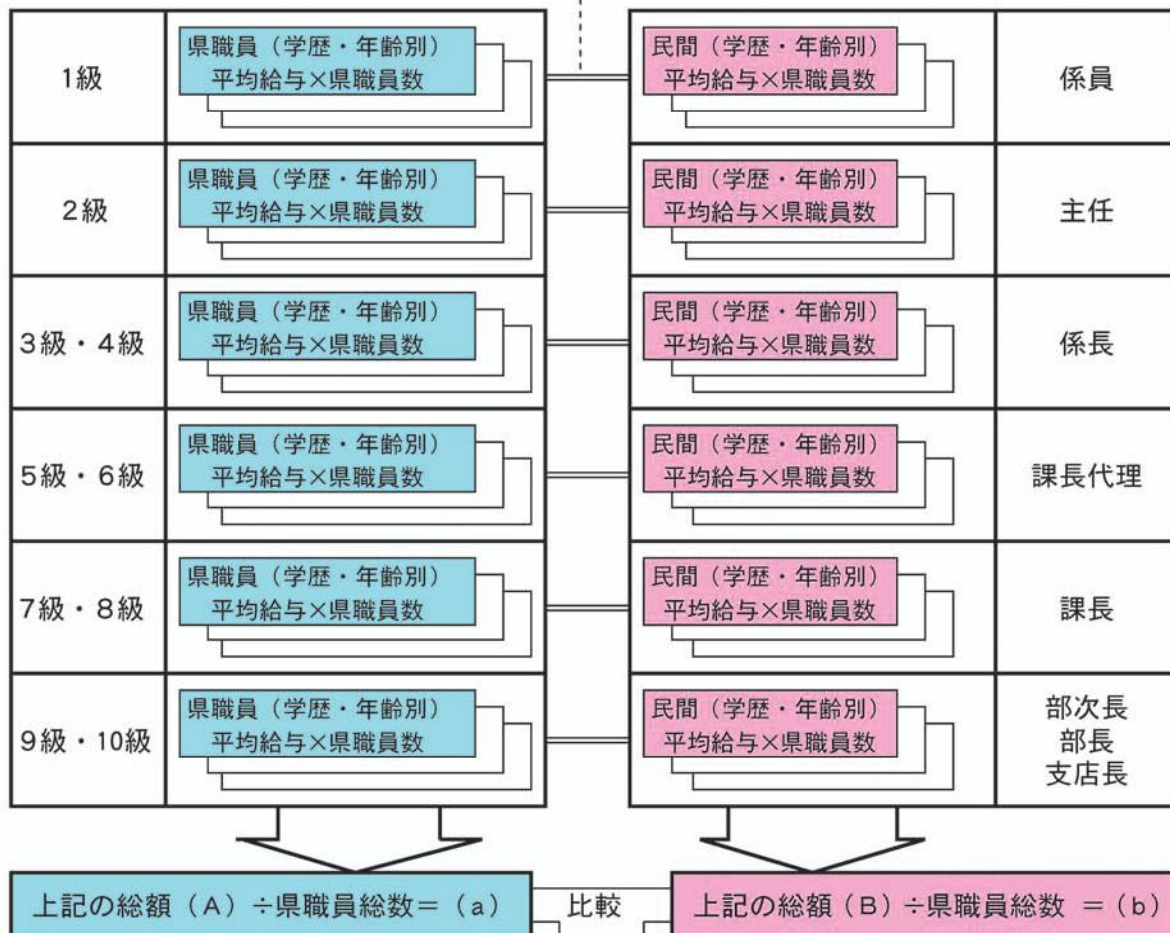 1級
県職員（学歴・年齢別）
平均給与×県職員数
民間（学歴・年齢別）
平均給与×県職員数
係員
2級
県職員（学歴・年齢別）
平均給与×県職員数
民間（学歴・年齢別）
平均給与×県職員数
主任
3級・4級
県職員（学歴・年齢別）
平均給与×県職員数
民間（学歴・年齢別）
平均給与×県職員数
係長
5級・6級
県職員（学歴・年齢別）
平均給与×県職員数
民間（学歴・年齢別）
平均給与×県職員数
課長代理
7級・8級
県職員（学歴・年齢別）
平均給与×県職員数
民間（学歴・年齢別）
平均給与×県職員数
課長
9級・10級
県職員（学歴・年齢別）
平均給与×県職員数
民間（学歴・年齢別）
平均給与×県職員数
部次長
部長
支店長
上記の総額（A）÷県職員総数＝（a）
比較
上記の総額（B）÷県職員総数 ＝（b）